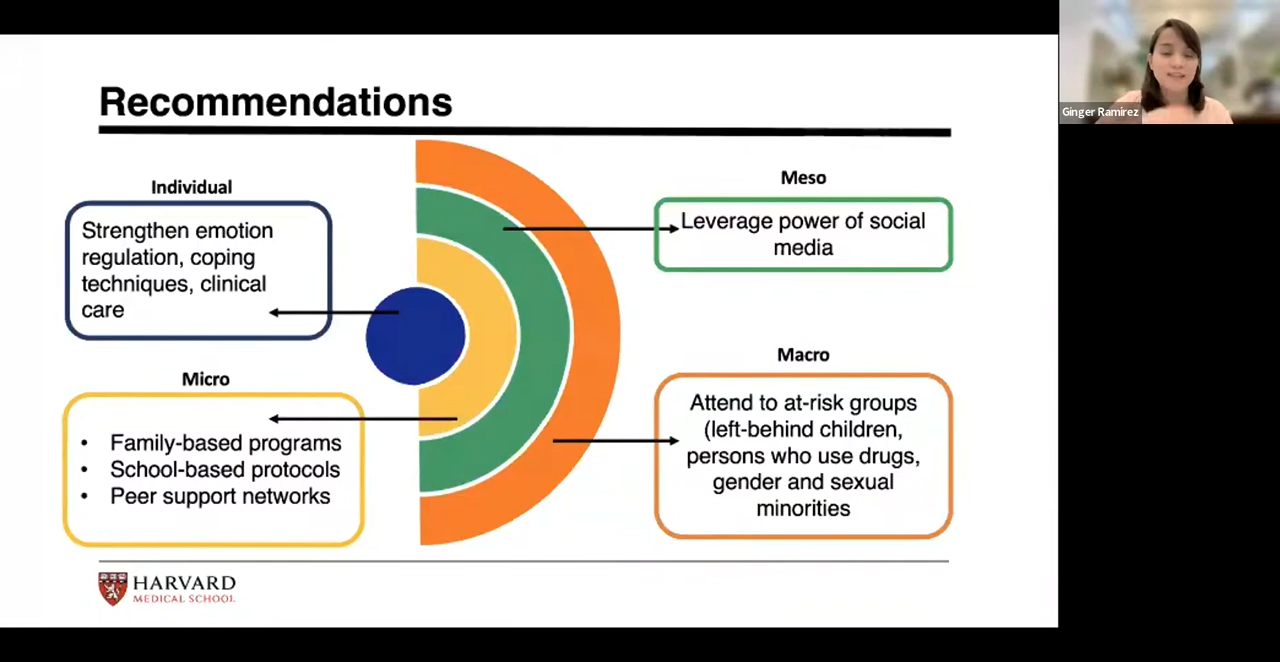 Recommendations
Individual
Strengthen emotion
regulation, coping
techniques, clinical
care
Micro
• Family-based programs
• School-based protocols
• Peer support networks
Meso
Leverage power of social
media
Macro
Attend to at-risk groups
(left-behind children,
persons who use drugs,
gender and sexual
minorities
HARVARD
MEDICAL SCHOOL
Ginger Ramirez